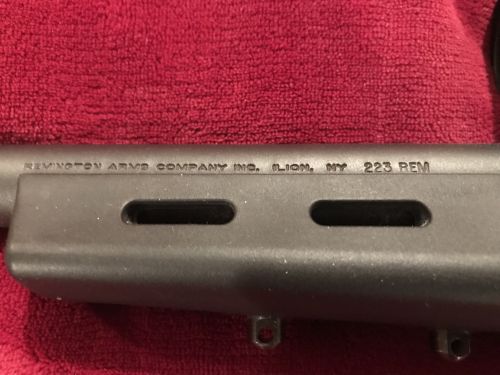 REMINGTON ARMS COMPANY INC. ILION, NY 223 REM